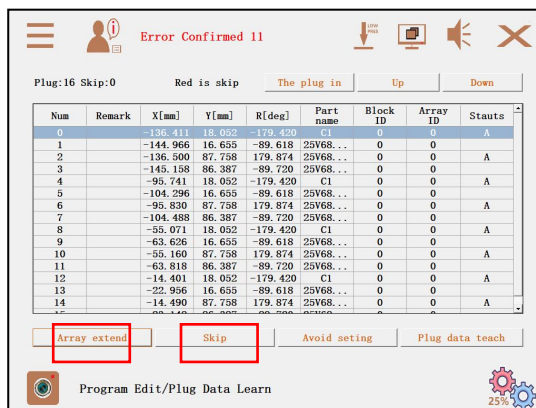 Error Confirmed 11
LOW PRES
Plug:16 Skip:0 Red is skip The plug in Up Down
Num Remark X[mm] Y[mm] R[deg] Part name Block ID Array ID Stauts
0 -136.411 18.052 -179.420 C1 0 0 A
1 -144.966 16.655 -89.618 25V68... 0 0
2 -136.500 87.758 179.874 25V68... 0 0 A
3 -145.158 86.387 -89.720 25V68... 0 0
4 -95.741 18.052 -179.420 C1 0 0 A
5 -104.296 16.655 -89.618 25V68... 0 0
6 -95.830 87.758 179.874 25V68... 0 0 A
7 -104.488 86.387 -89.720 25V68... 0 0
8 -55.071 18.052 -179.420 C1 0 0 A
9 -63.626 16.655 -89.618 25V68... 0 0
10 -55.160 87.758 179.874 25V68... 0 0 A
11 -63.818 86.387 -89.720 25V68... 0 0
12 -14.401 18.052 -179.420 C1 0 0 A
13 -22.956 16.655 -89.618 25V68... 0 0
14 -14.490 87.758 179.874 25V68... 0 0 A
Array extend Skip Avoid seting Plug data teach
Program Edit/Plug Data Learn
25%